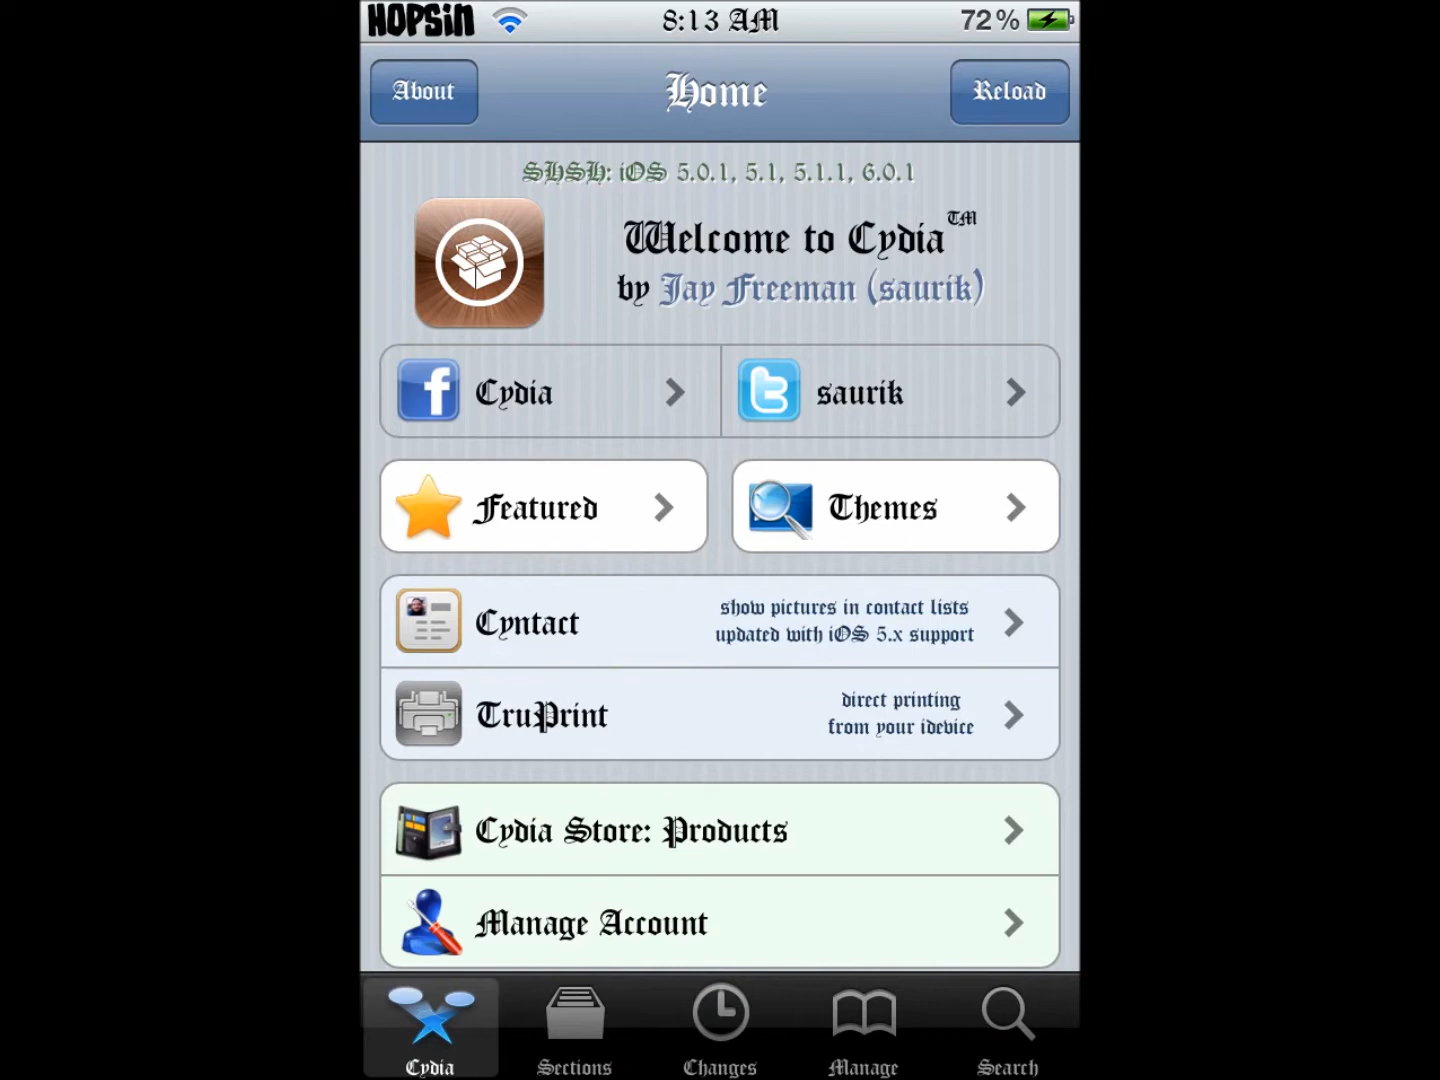 HOPSIN 8:13 AM 72%
About Home Reload
SHSH: iOS 5.0.1, 5.1, 5.1.1, 6.0.1
Welcome to Cydia™
by Jay Freeman (saurik)
Cydia saurik
Featured Themes
Cyntact show pictures in contact lists
updated with iOS 5.x support
TruPrint direct printing
from your idevice
Cydia Store: Products
Manage Account
Cydia Sections Changes Manage Search